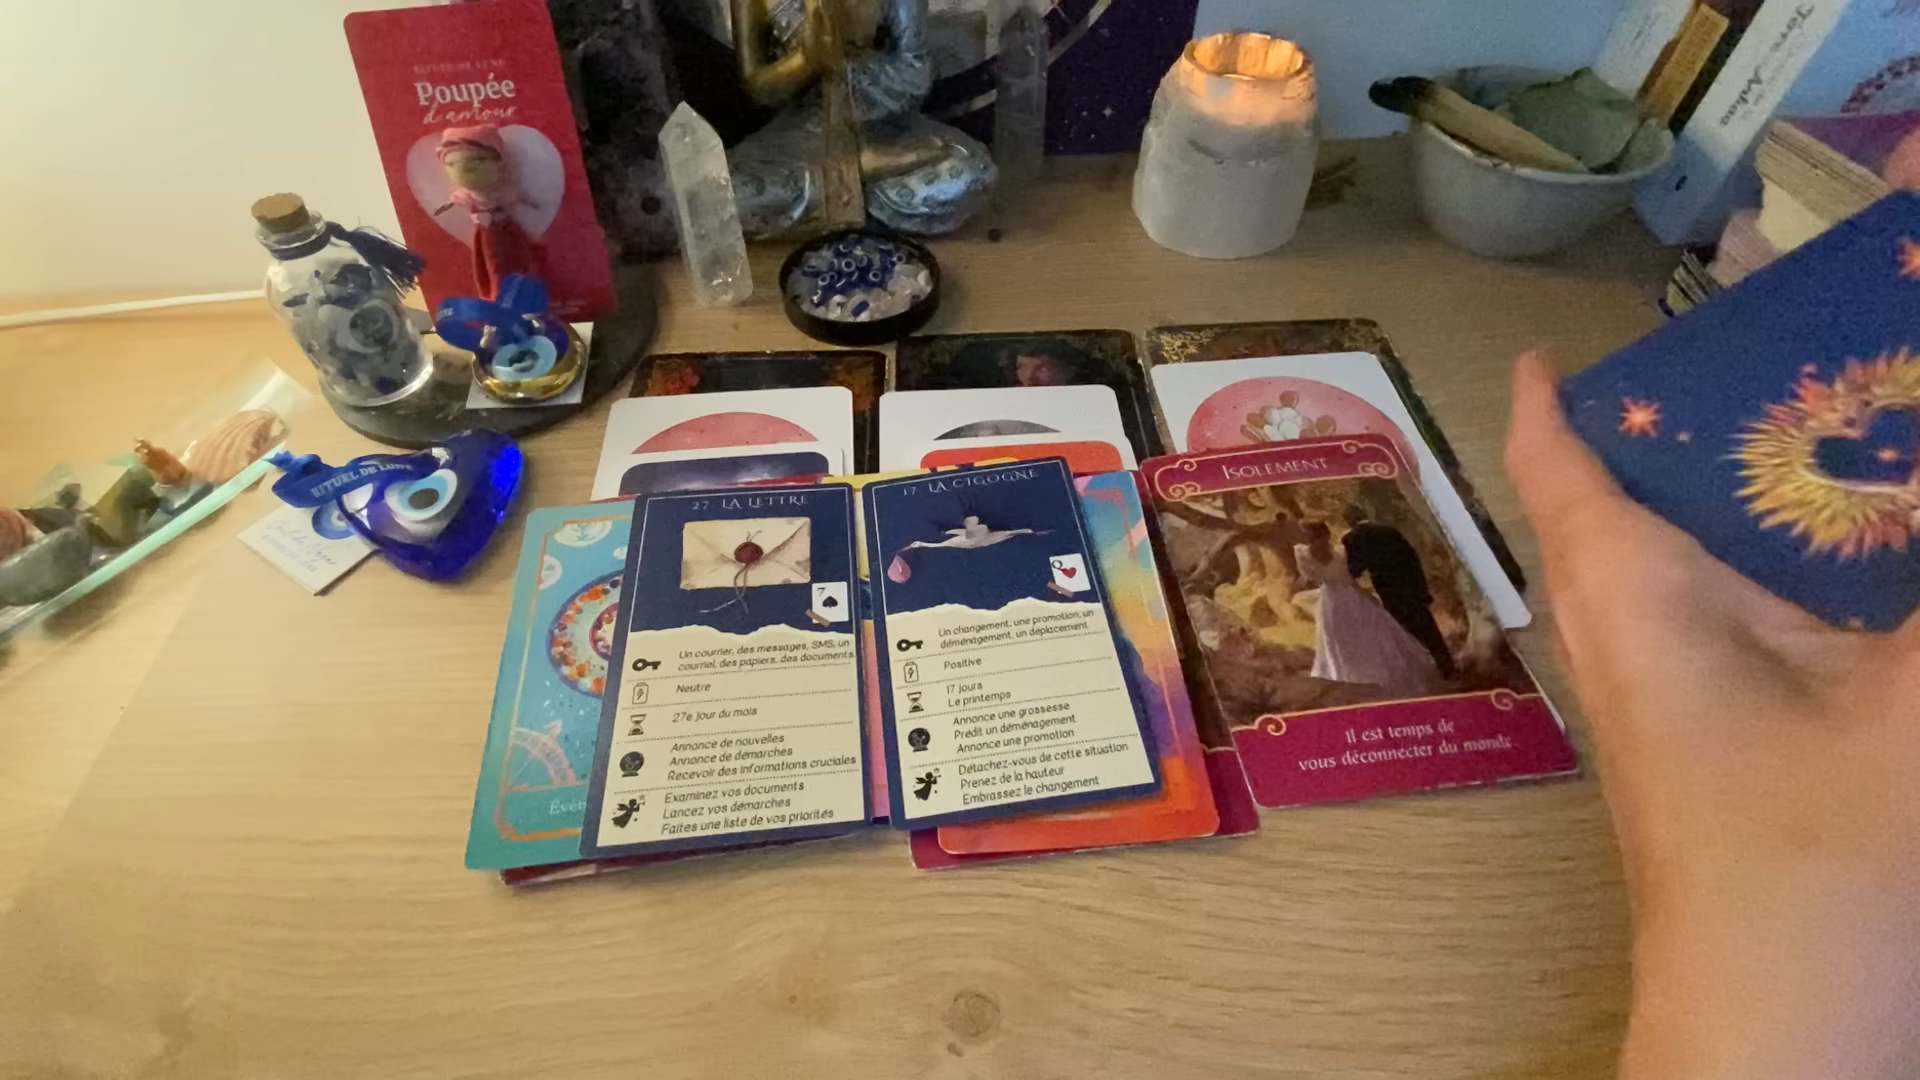 Poupée
d'amour
RITUEL DE LUNE
27. LA LETTRE
7
Un courrier, des messages, SMS, un
courriel, des papiers, des documents.
Neutre
27e jour du mois
Annonce de nouvelles
Annonce de démarches
Recevoir des informations cruciales
Examinez vos documents
Lancez vos démarches
Faites une liste de vos priorités
17. LA CIGOGNE
Q
Un changement, une promotion, un
déménagement, un déplacement.
Positive
17 jours
Le printemps
Annonce une grossesse
Prédit un déménagement
Annonce une promotion
Détachez-vous de cette situation
Prenez de la hauteur
Embrassez le changement
ISOLEMENT
Il est temps de
vous déconnecter du monde